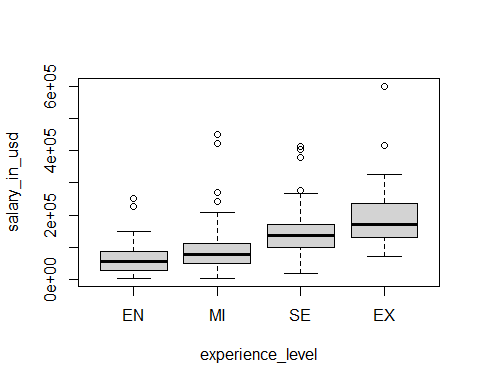 salary_in_usd
6e+05
4e+05
2e+05
0e+00
EN MI SE EX
experience_level